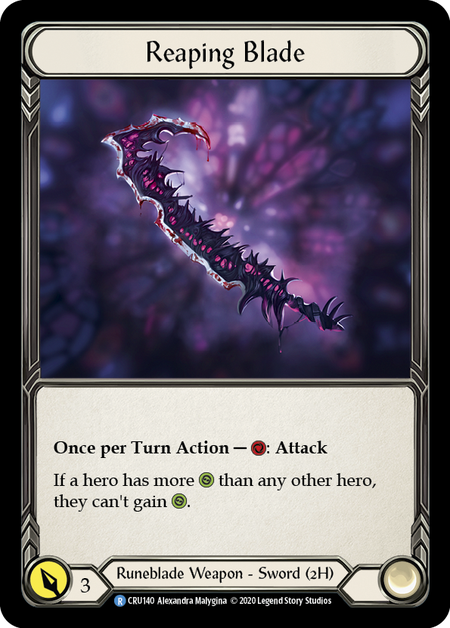 Reaping Blade
Once per Turn Action — : Attack
If a hero has more than any other hero,
they can't gain .
3
Runeblade Weapon - Sword (2H)
R CRU140 Alexandra Malygina © 2020 Legend Story Studios